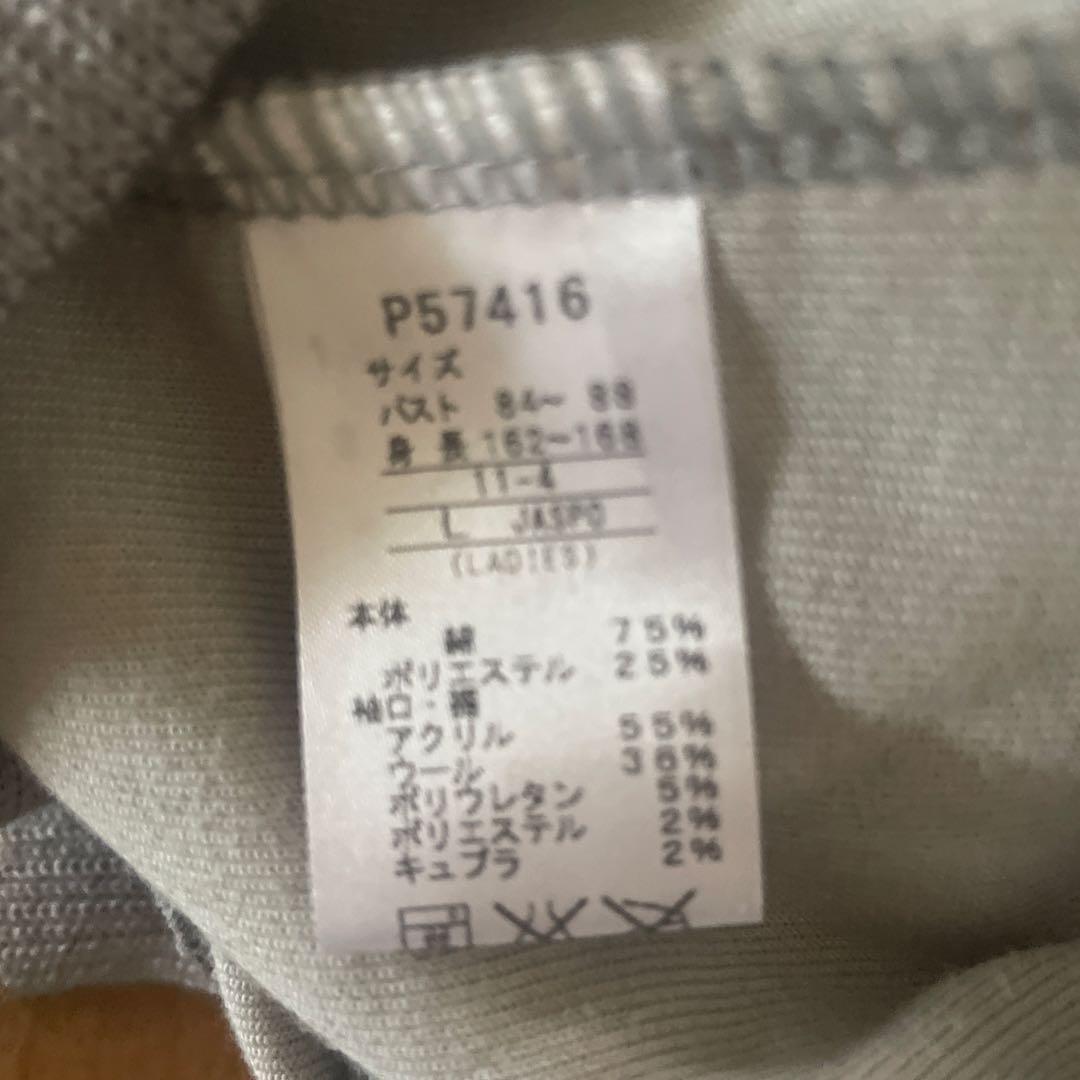 P57416
サイズ
バスト 84~ 88
身 長 162~168
11-4
L JASPO
(LADIES)
本体
綿 75%
ポリエステル 25%
差口・襟
アクリル 55%
ウール 36%
ポリウレタン 5%
ポリエステル 2%
キュプラ 2%